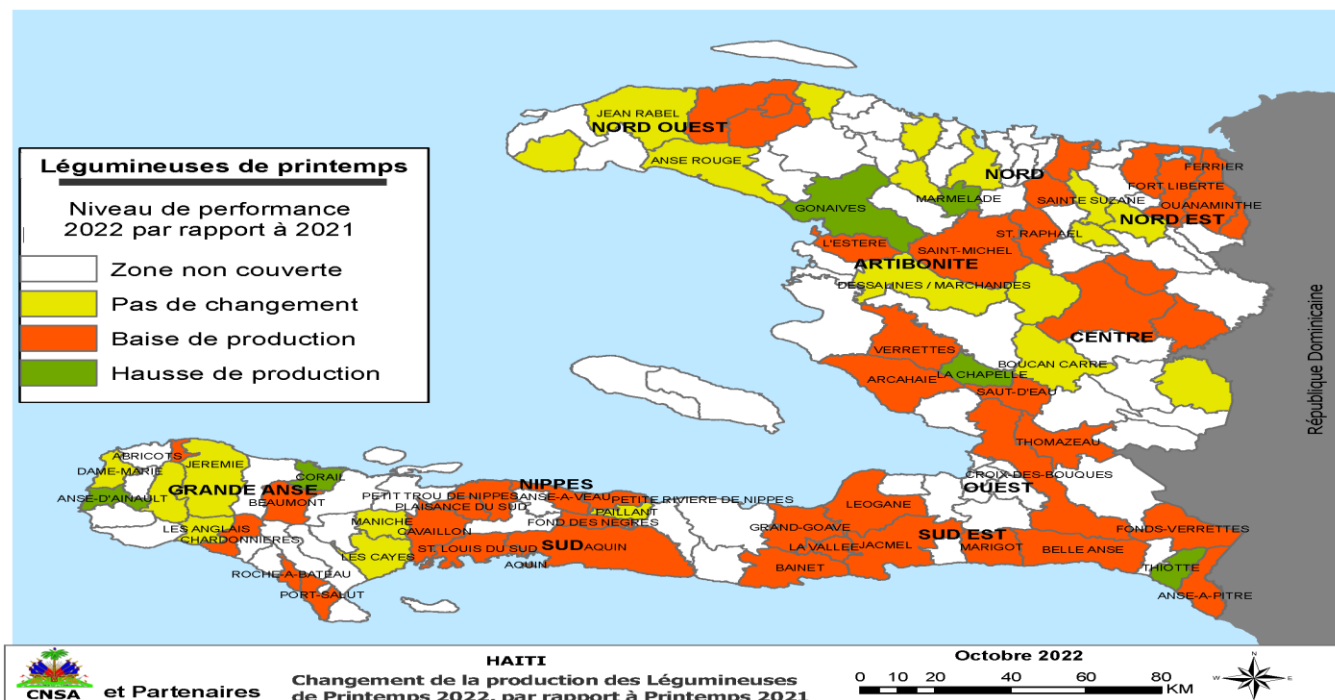 Légumineuses de printemps
Niveau de performance
2022 par rapport à 2021
Zone non couverte
Pas de changement
Baise de production
Hausse de production
JEAN RABEL
NORD OUEST
ANSE ROUGE
NORD
FERRIER
FORT LIBERTE
SAINTE SUZANE
OUANAMINTHE
NORD EST
MARMELADE
GONAIVES
ST. RAPHAEL
L'ESTERE
SAINT-MICHEL
ARTIBONITE
DESSALINES / MARCHANDES
CENTRE
VERRETTES
BOUCAN CARRE
LA CHAPELLE
ARCAHAIE
SAUT-D'EAU
THOMAZEAU
République Dominicaine
ABRICOTS
JEREMIE
DAME-MARIE
CORAIL
GRANDE ANSE
ANSE-D'AINAULT
BEAUMONT
NIPPES
PETIT TROU DE NIPPES
ANSE-A-VEAU
PETITE RIVIERE DE NIPPES
PLAISANCE DU SUD
PAILLANT
CROIX-DES-BOUQUES
OUEST
LEOGANE
LES ANGLAIS
MANICHE
FOND DES NEGRES
CAVAILLON
GRAND-GOAVE
SUD EST
FONDS-VERRETTES
CHARDONNIERES
LES CAYES
ST. LOUIS DU SUD
SUD
AQUIN
LA VALLEE
JACMEL
MARIGOT
BELLE ANSE
ROCHE-A-BATEAU
AQUIN
BAINET
THIOTTE
PORT-SALUT
ANSE-A-PITRE
CNSA
et Partenaires
HAITI
Changement de la production des Légumineuses
de Printemps 2022, par rapport à Printemps 2021
Octobre 2022
0 10 20 40 60 80
KM
N
W E
S